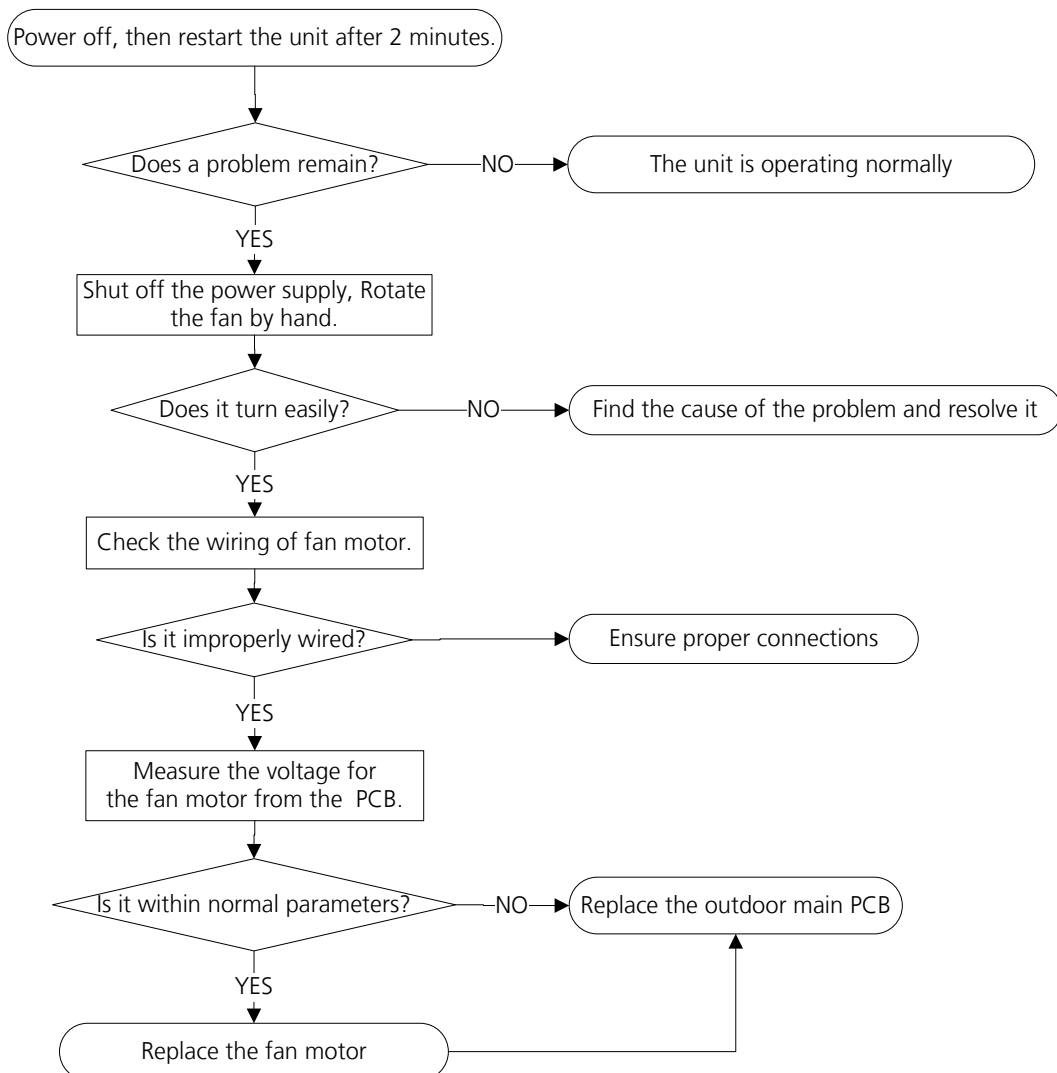 Power off, then restart the unit after 2 minutes.
Does a problem remain?
NO
The unit is operating normally
YES
Shut off the power supply, Rotate
the fan by hand.
Does it turn easily?
NO
Find the cause of the problem and resolve it
YES
Check the wiring of fan motor.
Is it improperly wired?
Ensure proper connections
YES
Measure the voltage for
the fan motor from the PCB.
Is it within normal parameters?
NO
Replace the outdoor main PCB
YES
Replace the fan motor